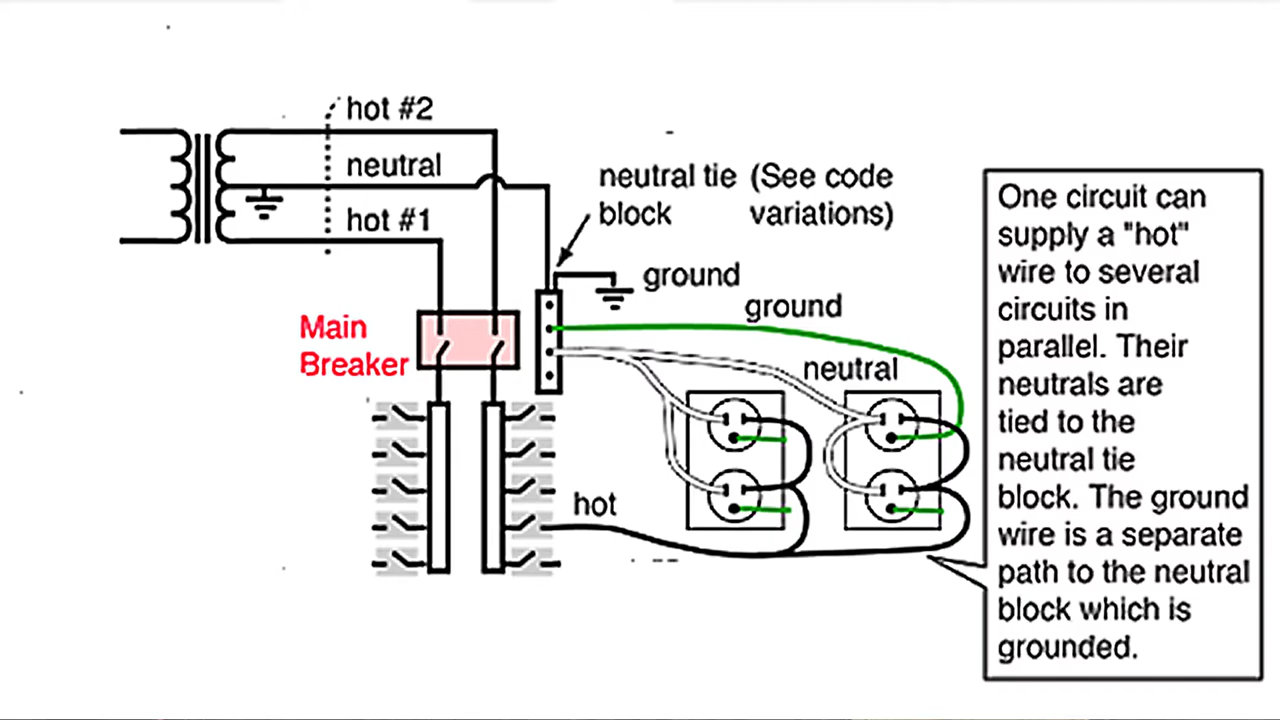 hot #2
neutral
hot #1
neutral tie (See code
block variations)
ground
ground
Main
Breaker
neutral
hot
One circuit can
supply a "hot"
wire to several
circuits in
parallel. Their
neutrals are
tied to the
neutral tie
block. The ground
wire is a separate
path to the neutral
block which is
grounded.